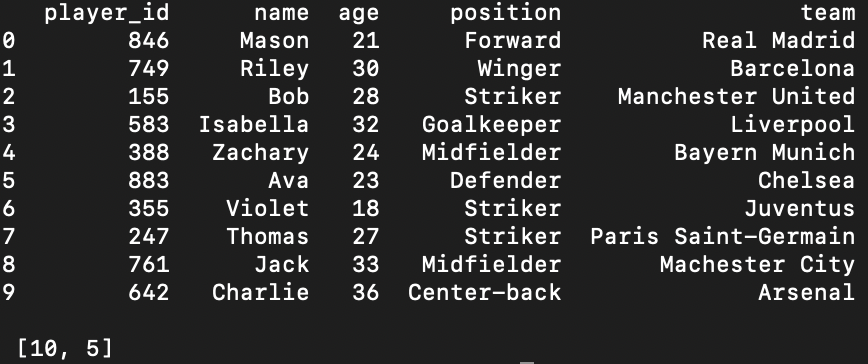 player_id name age position team
0 846 Mason 21 Forward Real Madrid
1 749 Riley 30 Winger Barcelona
2 155 Bob 28 Striker Manchester United
3 583 Isabella 32 Goalkeeper Liverpool
4 388 Zachary 24 Midfielder Bayern Munich
5 883 Ava 23 Defender Chelsea
6 355 Violet 18 Striker Juventus
7 247 Thomas 27 Striker Paris Saint-Germain
8 761 Jack 33 Midfielder Machester City
9 642 Charlie 36 Center-back Arsenal
[10, 5]